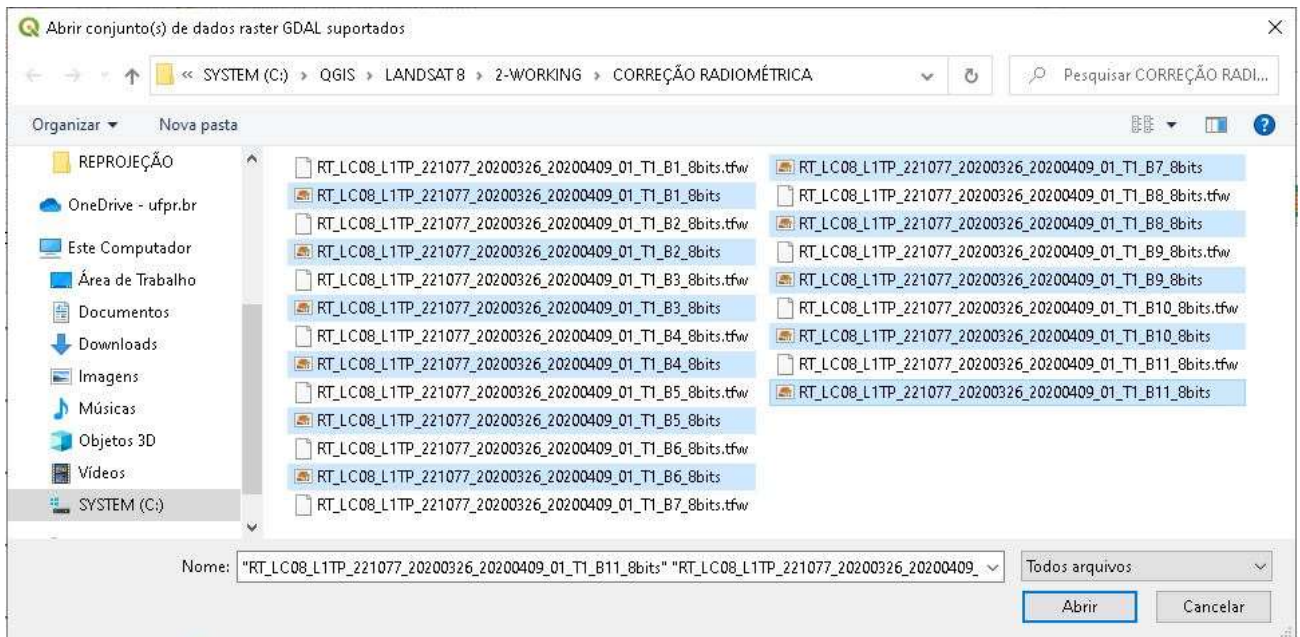 Abrir conjunto(s) de dados raster GDAL suportados
« SYSTEM (C:) › QGIS › LANDSAT 8 › 2-WORKING › CORREÇÃO RADIOMÉTRICA
Pesquisar CORREÇÃO RADI...
Organizar
Nova pasta
REPROJEÇÃO
OneDrive - ufpr.br
Este Computador
Área de Trabalho
Documentos
Downloads
Imagens
Músicas
Objetos 3D
Vídeos
SYSTEM (C:)
RT_LC08_L1TP_221077_20200326_20200409_01_T1_B1_8bits.tfw
RT_LC08_L1TP_221077_20200326_20200409_01_T1_B1_8bits
RT_LC08_L1TP_221077_20200326_20200409_01_T1_B2_8bits.tfw
RT_LC08_L1TP_221077_20200326_20200409_01_T1_B2_8bits
RT_LC08_L1TP_221077_20200326_20200409_01_T1_B3_8bits.tfw
RT_LC08_L1TP_221077_20200326_20200409_01_T1_B3_8bits
RT_LC08_L1TP_221077_20200326_20200409_01_T1_B4_8bits.tfw
RT_LC08_L1TP_221077_20200326_20200409_01_T1_B4_8bits
RT_LC08_L1TP_221077_20200326_20200409_01_T1_B5_8bits.tfw
RT_LC08_L1TP_221077_20200326_20200409_01_T1_B5_8bits
RT_LC08_L1TP_221077_20200326_20200409_01_T1_B6_8bits.tfw
RT_LC08_L1TP_221077_20200326_20200409_01_T1_B6_8bits
RT_LC08_L1TP_221077_20200326_20200409_01_T1_B7_8bits.tfw
RT_LC08_L1TP_221077_20200326_20200409_01_T1_B7_8bits
RT_LC08_L1TP_221077_20200326_20200409_01_T1_B8_8bits.tfw
RT_LC08_L1TP_221077_20200326_20200409_01_T1_B8_8bits
RT_LC08_L1TP_221077_20200326_20200409_01_T1_B9_8bits.tfw
RT_LC08_L1TP_221077_20200326_20200409_01_T1_B9_8bits
RT_LC08_L1TP_221077_20200326_20200409_01_T1_B10_8bits.tfw
RT_LC08_L1TP_221077_20200326_20200409_01_T1_B10_8bits
RT_LC08_L1TP_221077_20200326_20200409_01_T1_B11_8bits.tfw
RT_LC08_L1TP_221077_20200326_20200409_01_T1_B11_8bits
Nome: "RT_LC08_L1TP_221077_20200326_20200409_01_T1_B11_8bits" "RT_LC08_L1TP_221077_20200326_20200409_
Todos arquivos
Abrir
Cancelar